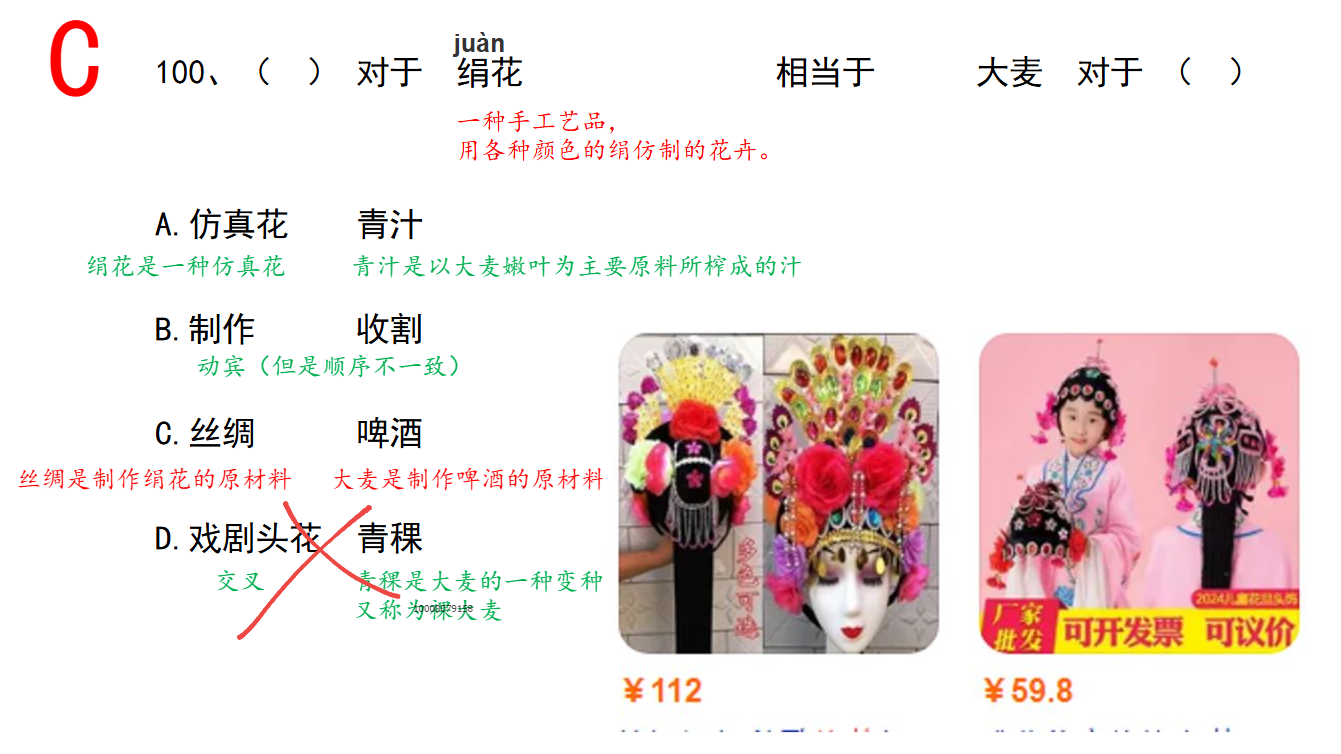 C
juàn
100、（ ） 对于 绢花 相当于 大麦 对于 （ ）
一种手工艺品，
用各种颜色的绢仿制的花卉。
A.仿真花 青汁
绢花是一种仿真花 青汁是以大麦嫩叶为主要原料所榨成的汁
B.制作 收割
动宾（但是顺序不一致）
C.丝绸 啤酒
丝绸是制作绢花的原材料 大麦是制作啤酒的原材料
D.戏剧头花 青稞
交叉 青稞是大麦的一种变种
又称为裸大麦
多色可选
2024儿童花旦头饰
厂家
批发
可开发票 可议价
￥112
￥59.8